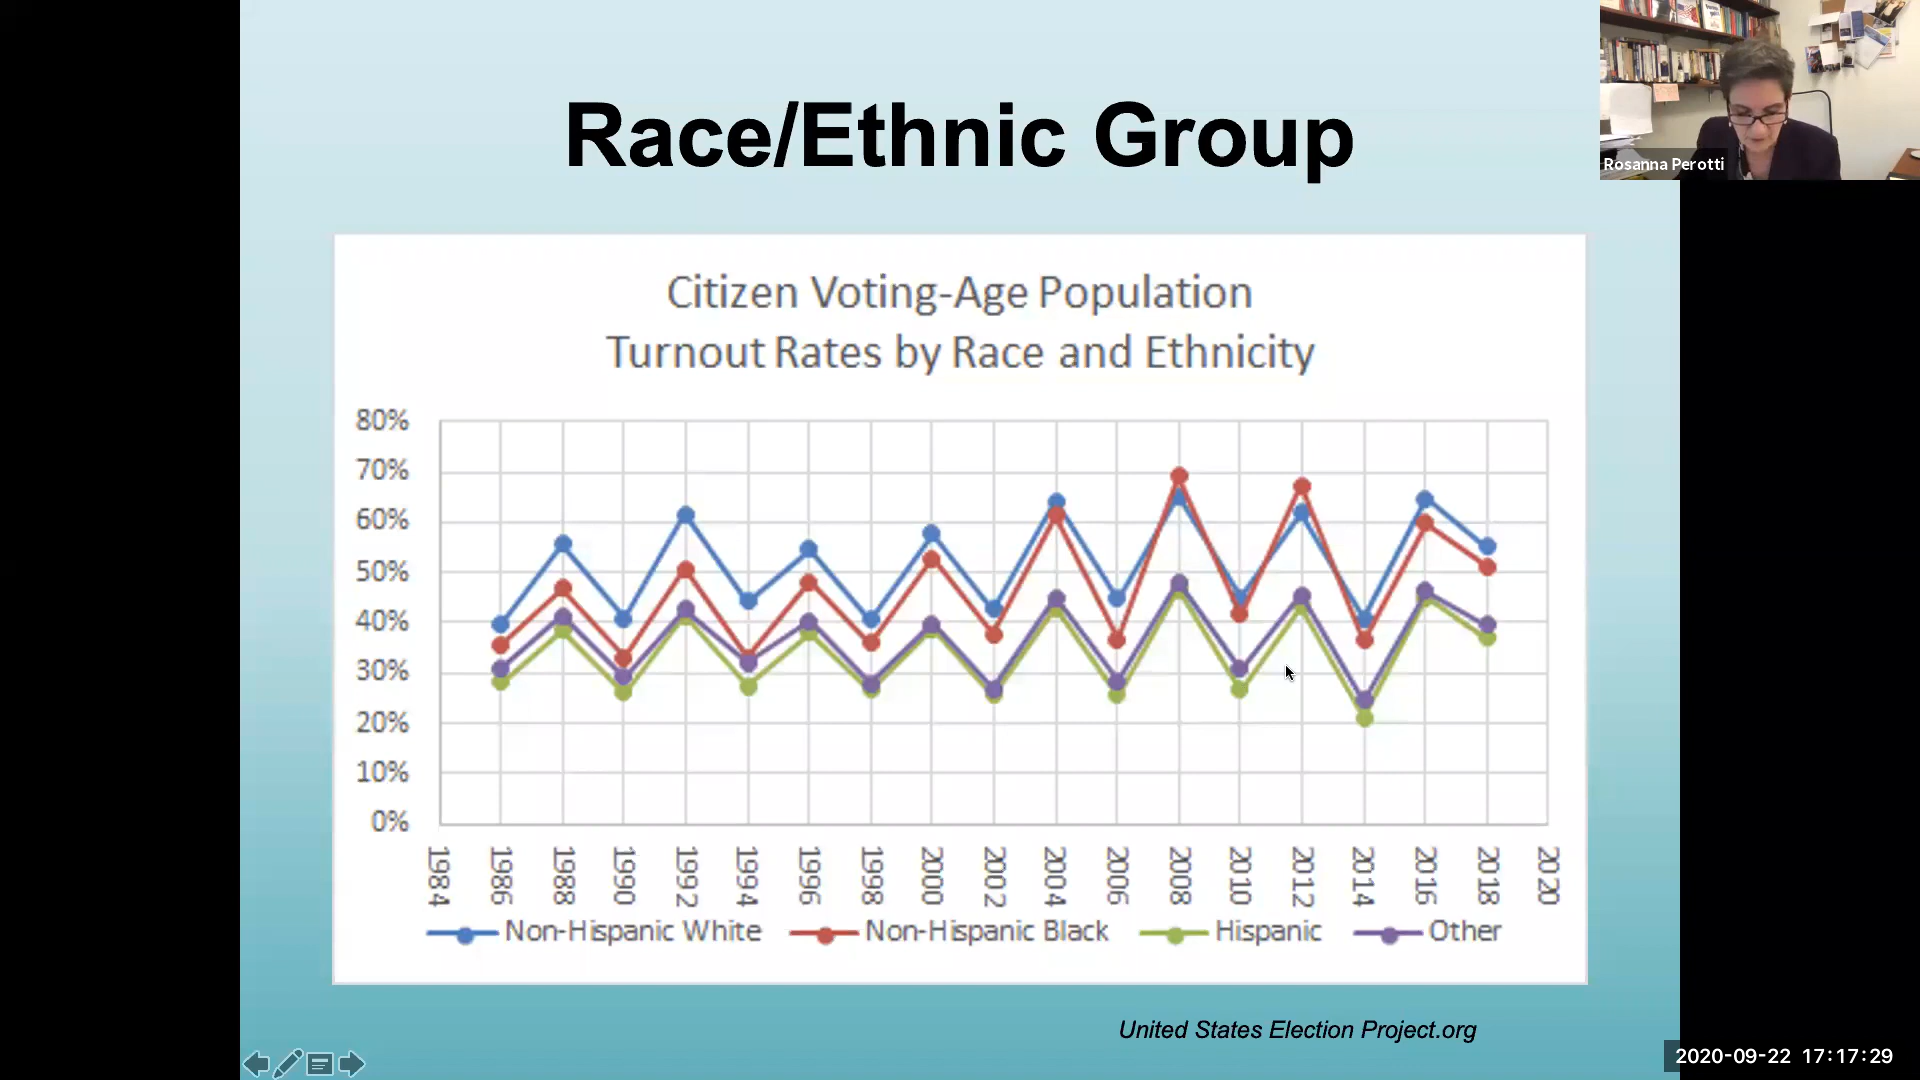 Race/Ethnic Group
Rosanna Perotti
Citizen Voting-Age Population
Turnout Rates by Race and Ethnicity
80%
70%
60%
50%
40%
30%
20%
10%
0%
1984 1986 1988 1990 1992 1994 1996 1998 2000 2002 2004 2006 2008 2010 2012 2014 2016 2018 2020
Non-Hispanic White Non-Hispanic Black Hispanic Other
United States Election Project.org
2020-09-22 17:17:29